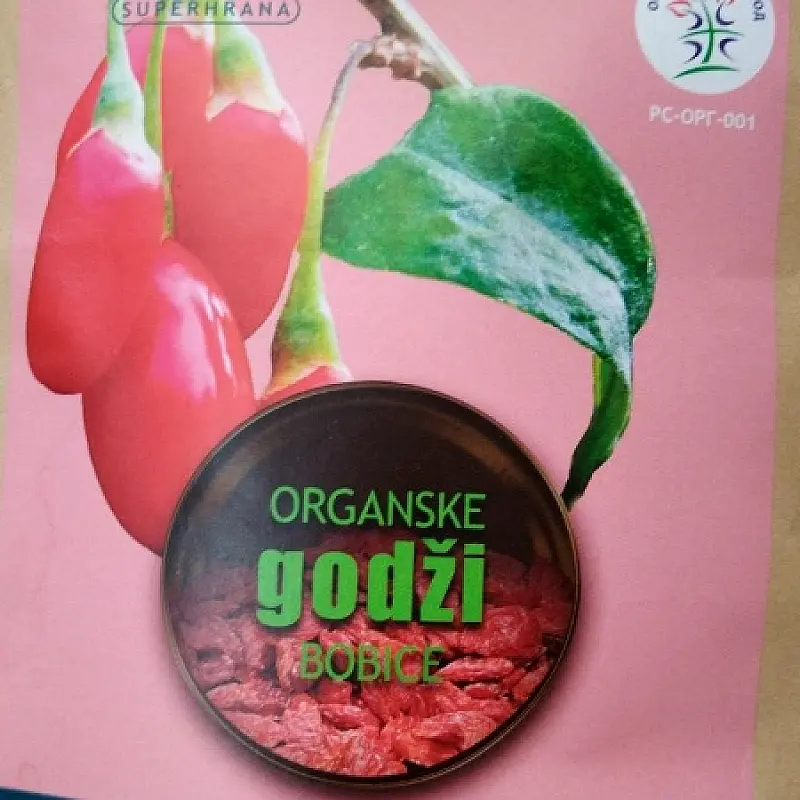 SUPERHRANA
РС-ОРГ-001
ORGANSKE
godži
BOBICE